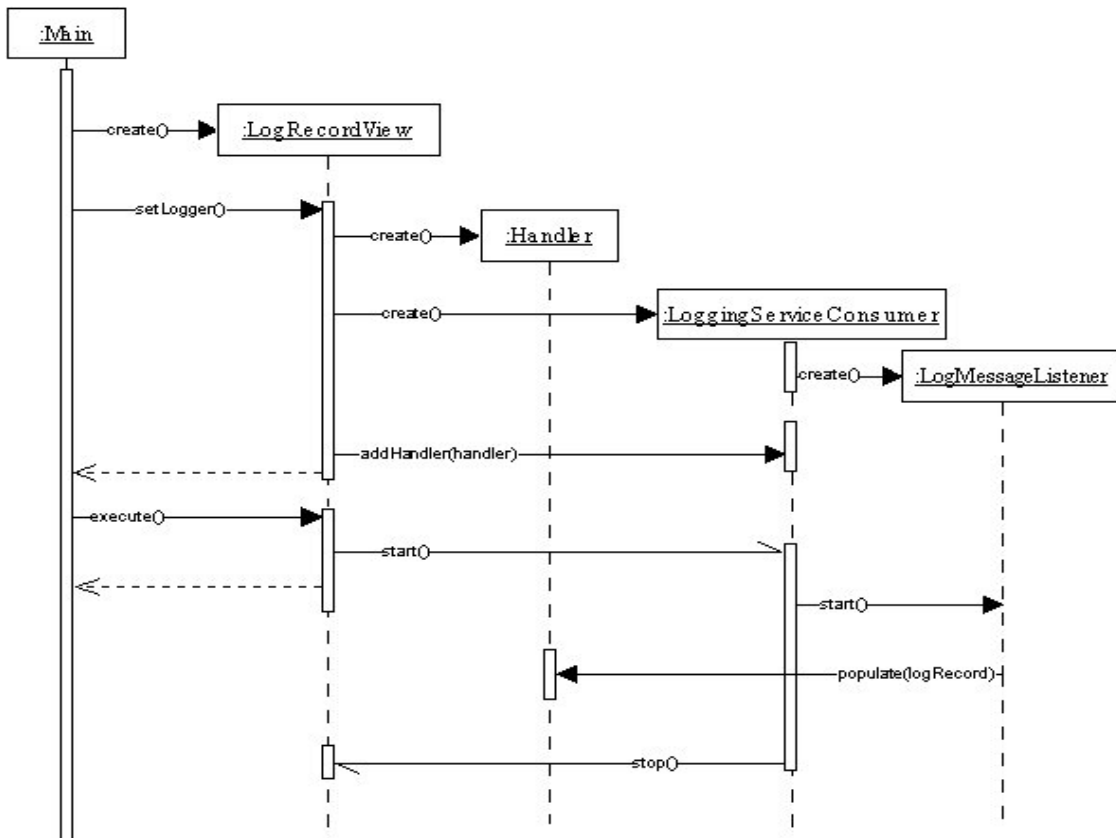 :Main
create()
:LogRecordView
setLogger()
create()
:Handler
create()
:LoggingServiceConsumer
create()
:LogMessageListener
addHandler(handler)
execute()
start()
start()
populate(logRecord)
stop()